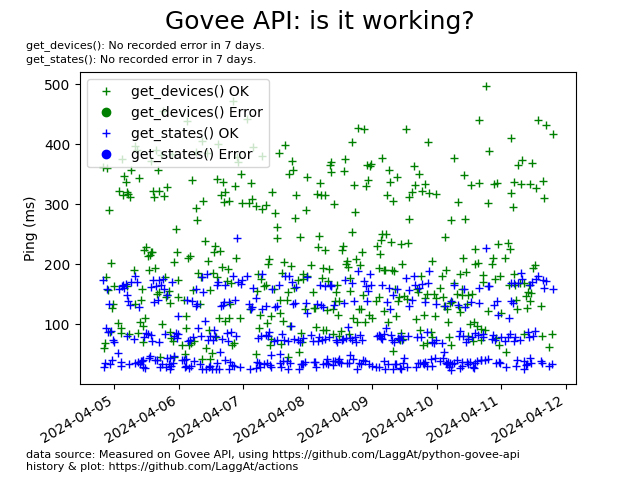 Govee API: is it working?
get_devices(): No recorded error in 7 days.
get_states(): No recorded error in 7 days.
500
400
300
200
100
Ping (ms)
get_devices() OK
get_devices() Error
get_states() OK
get_states() Error
2024-04-05
2024-04-06
2024-04-07
2024-04-08
2024-04-09
2024-04-10
2024-04-11
2024-04-12
data source: Measured on Govee API, using https://github.com/LaggAt/python-govee-api
history & plot: https://github.com/LaggAt/actions